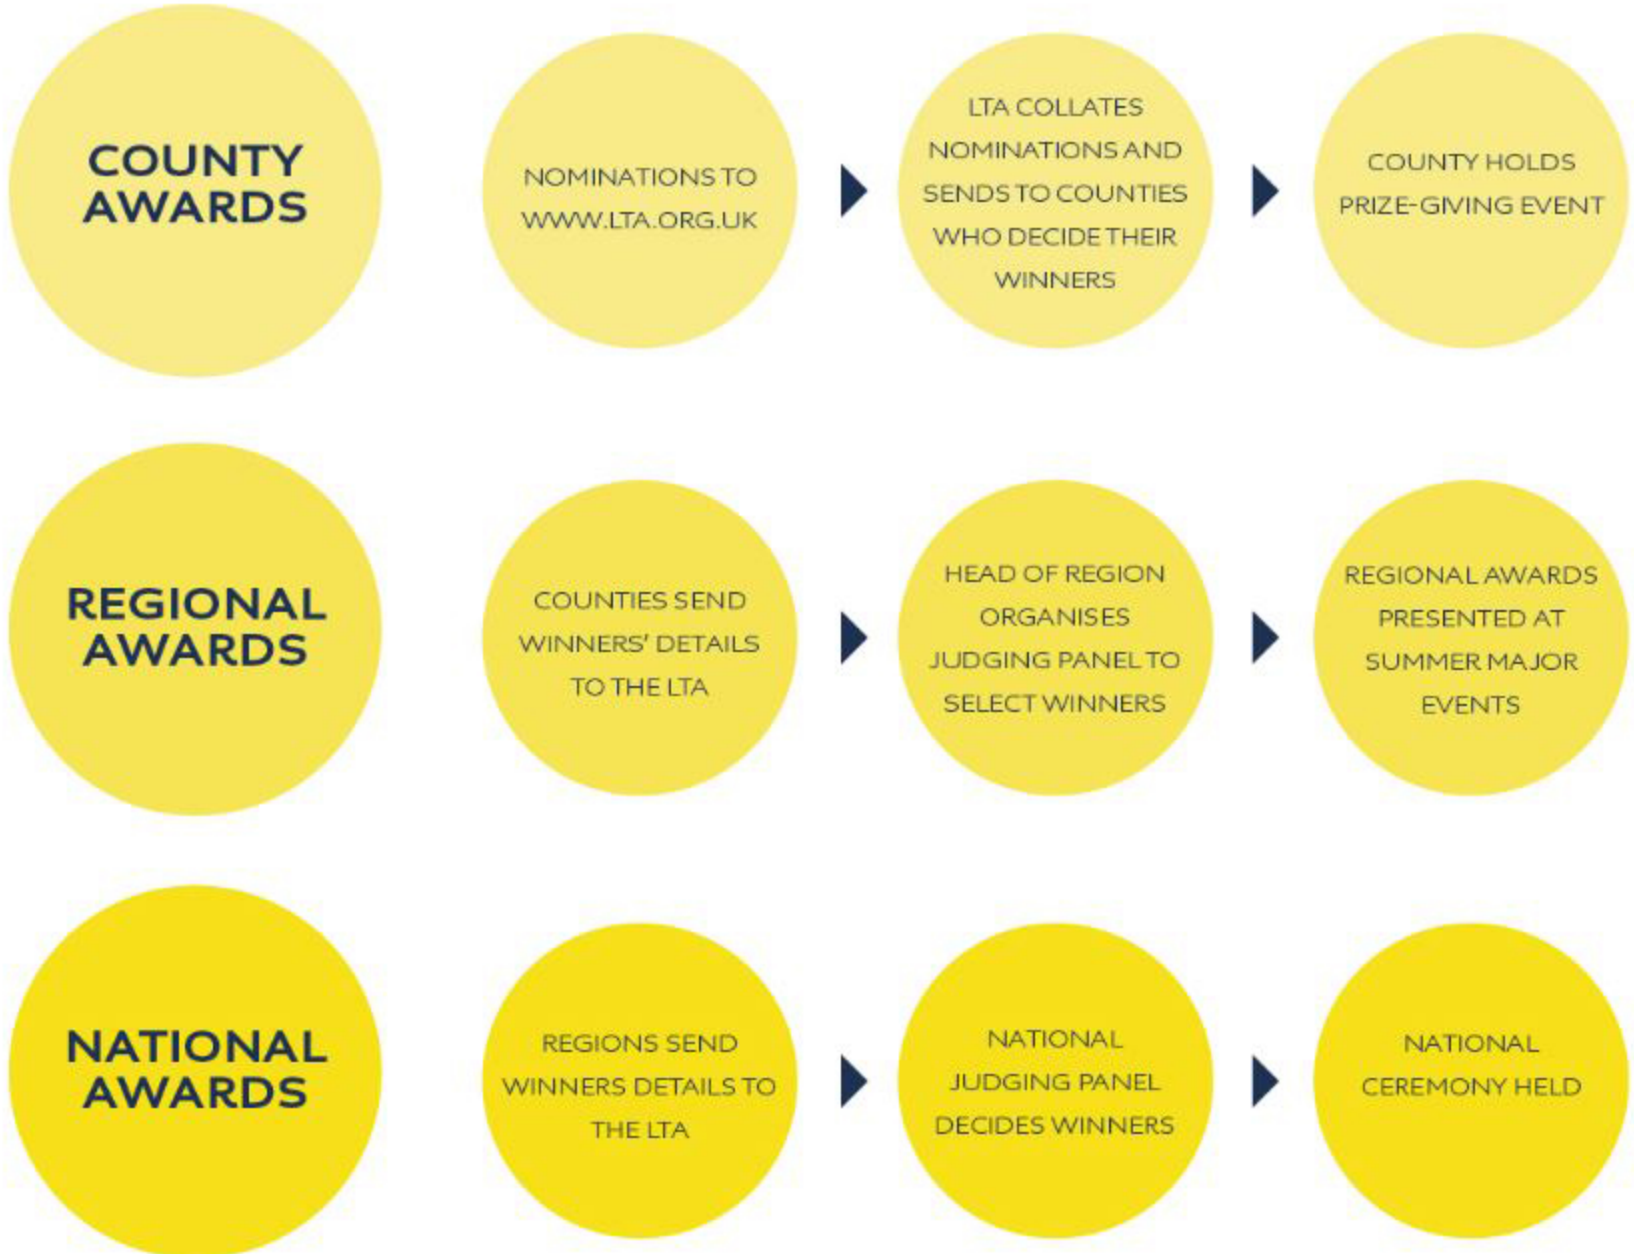 COUNTY
AWARDS
NOMINATIONS TO
WWW.LTA.ORG.UK
LTA COLLATES
NOMINATIONS AND
SENDS TO COUNTIES
WHO DECIDE THEIR
WINNERS
COUNTY HOLDS
PRIZE-GIVING EVENT
REGIONAL
AWARDS
COUNTIES SEND
WINNERS' DETAILS
TO THE LTA
HEAD OF REGION
ORGANISES
JUDGING PANEL TO
SELECT WINNERS
REGIONAL AWARDS
PRESENTED AT
SUMMER MAJOR
EVENTS
NATIONAL
AWARDS
REGIONS SEND
WINNERS DETAILS TO
THE LTA
NATIONAL
JUDGING PANEL
DECIDES WINNERS
NATIONAL
CEREMONY HELD